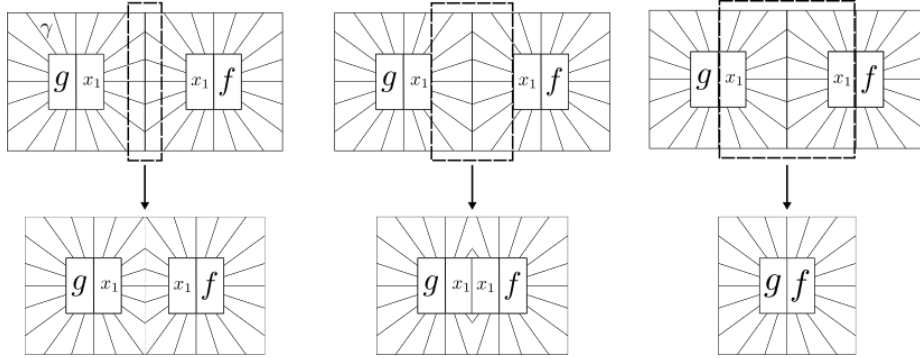 γ
g x₁ x₁ f g x₁ x₁ f g x₁ x₁ f
g x₁ x₁ f g x₁ x₁ f g f